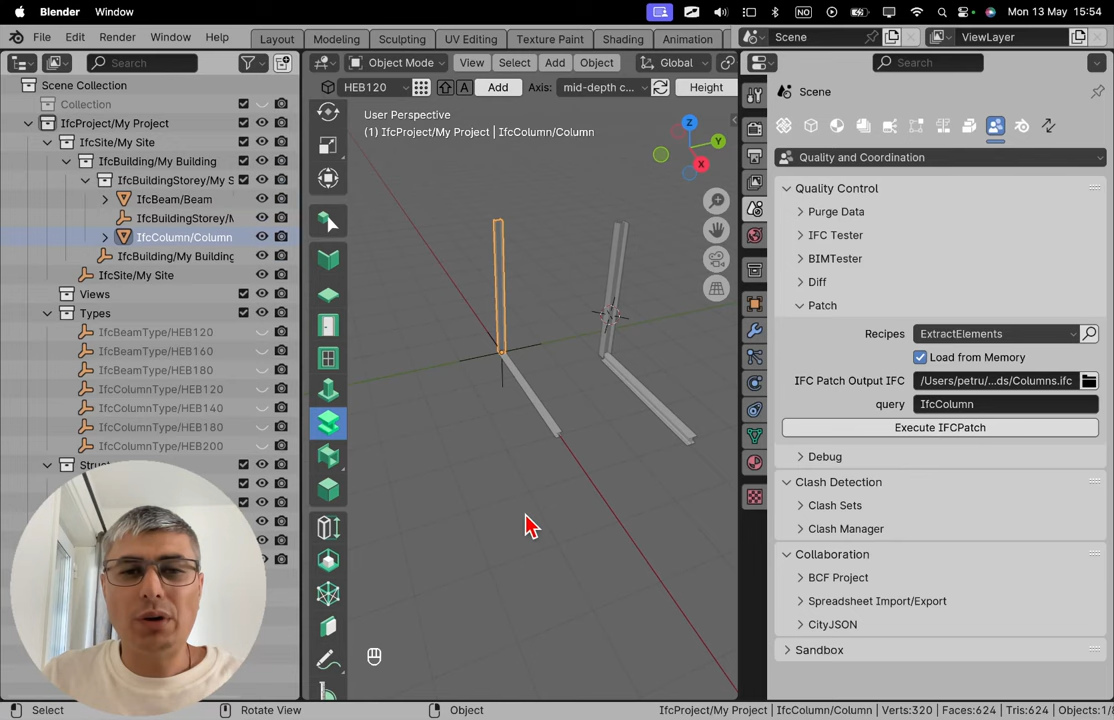 Blender Window
NO
Mon 13 May 15:54
File Edit Render Window Help
Layout Modeling Sculpting UV Editing Texture Paint Shading Animation
Scene
ViewLayer
Search
Object Mode View Select Add Object Global
Search
Scene Collection
HEB120 A Add Axis: mid-depth c... Height
Scene
Collection
User Perspective
(1) IfcProject/My Project | IfcColumn/Column
Z
Y
X
IfcProject/My Project
IfcSite/My Site
IfcBuilding/My Building
IfcBuildingStorey/My S
IfcBeam/Beam
IfcBuildingStorey/M
IfcColumn/Column
IfcBuilding/My Building
IfcSite/My Site
Views
Types
IfcBeamType/HEB120
IfcBeamType/HEB160
IfcBeamType/HEB180
IfcColumnType/HEB120
IfcColumnType/HEB140
IfcColumnType/HEB180
IfcColumnType/HEB200
Struc
Quality and Coordination
Quality Control
Purge Data
IFC Tester
BIMTester
Diff
Patch
Recipes ExtractElements
Load from Memory
IFC Patch Output IFC /Users/petru/...ds/Columns.ifc
query IfcColumn
Execute IFCPatch
Debug
Clash Detection
Clash Sets
Clash Manager
Collaboration
BCF Project
Spreadsheet Import/Export
CityJSON
Sandbox
Select Rotate View Object IfcProject/My Project | IfcColumn/Column | Verts:320 | Faces:624 | Tris:624 | Objects:1/